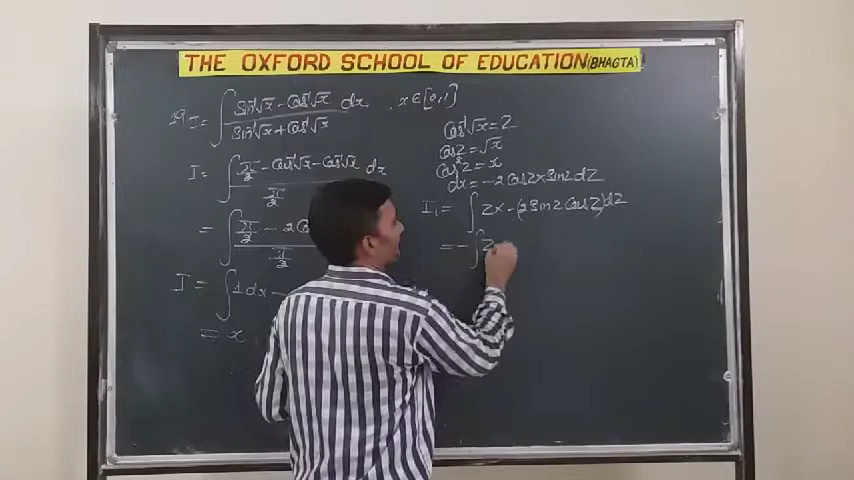 THE OXFORD SCHOOL OF EDUCATION (BHAGTA)
19 I = ∫ Sin⁻¹√x - Cos⁻¹√x / Sin⁻¹√x + Cos⁻¹√x dx, x∈[0,1]
I = ∫ π/2 - Cos⁻¹√x - Cos⁻¹√x / π/2 dx
= ∫ π/2 - 2 / π/2
I = ∫ 1 dx -
= x
Cos⁻¹√x = Z
Cos Z = √x
Cos²Z = x
dx = -2 Cos Z x Sin Z dZ
I₁ = ∫ Z x -(2 Sin Z Cos Z) dZ
= - ∫ Z